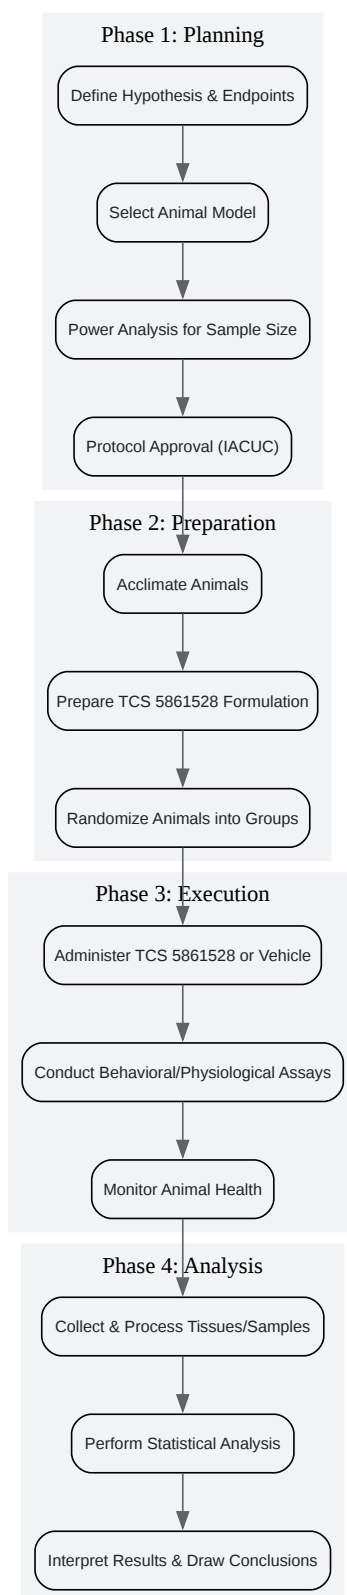 Phase 1: Planning
Define Hypothesis & Endpoints
Select Animal Model
Power Analysis for Sample Size
Protocol Approval (IACUC)
Phase 2: Preparation
Acclimate Animals
Prepare TCS 5861528 Formulation
Randomize Animals into Groups
Phase 3: Execution
Administer TCS 5861528 or Vehicle
Conduct Behavioral/Physiological Assays
Monitor Animal Health
Phase 4: Analysis
Collect & Process Tissues/Samples
Perform Statistical Analysis
Interpret Results & Draw Conclusions